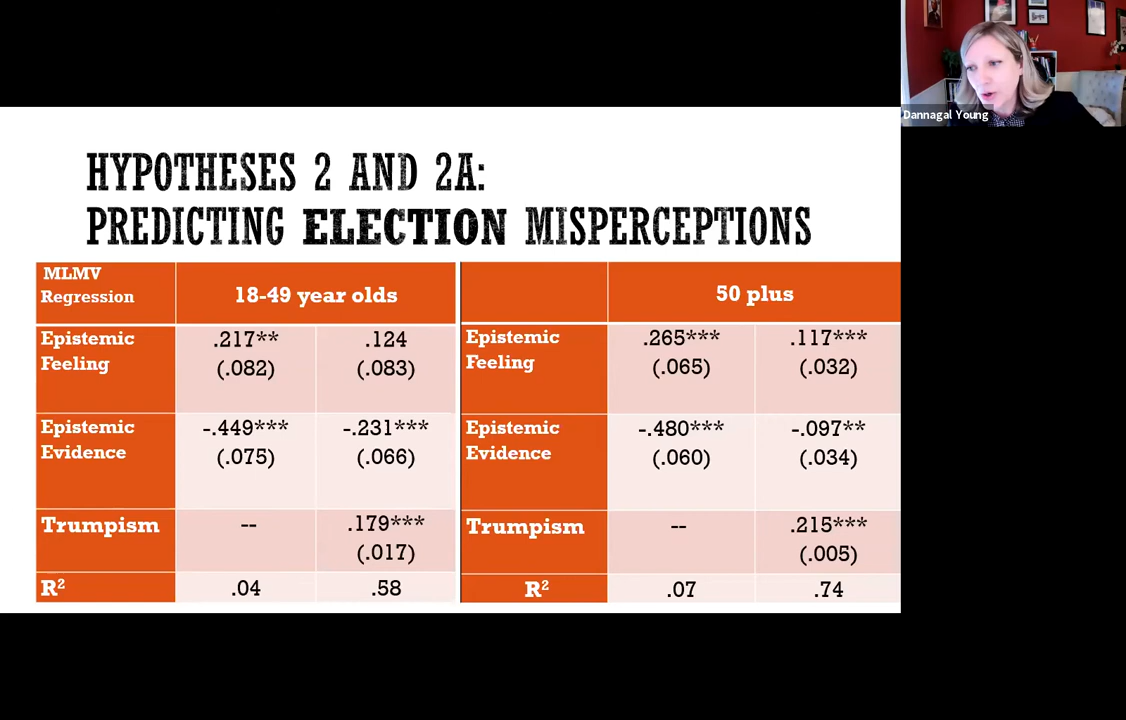 Dannagal Young
HYPOTHESES 2 AND 2A:
PREDICTING ELECTION MISPERCEPTIONS
MLMV
Regression
18-49 year olds
Epistemic
Feeling
.217**
(.082)
.124
(.083)
Epistemic
Evidence
-.449***
(.075)
-.231***
(.066)
Trumpism
--
.179***
(.017)
R²
.04
.58
50 plus
Epistemic
Feeling
.265***
(.065)
.117***
(.032)
Epistemic
Evidence
-.480***
(.060)
-.097**
(.034)
Trumpism
--
.215***
(.005)
R²
.07
.74